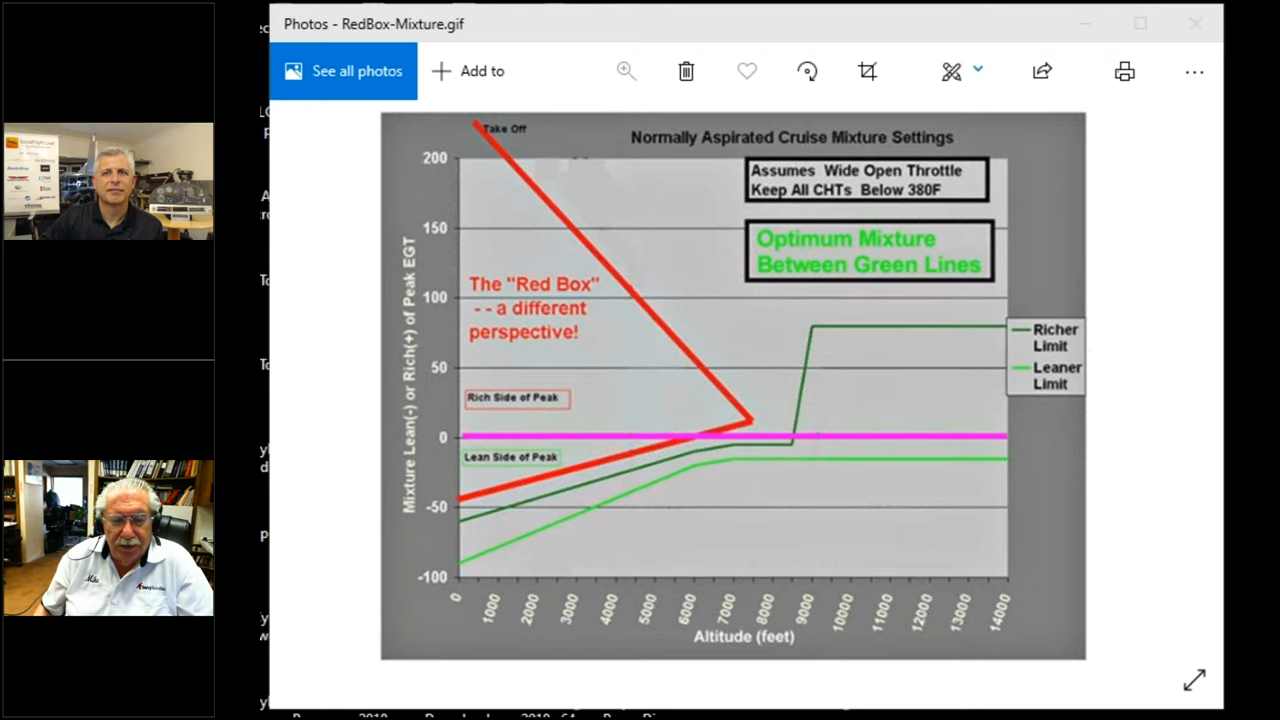 Photos - RedBox-Mixture.gif
See all photos
Add to
Take Off
Normally Aspirated Cruise Mixture Settings
Assumes Wide Open Throttle
Keep All CHTs Below 380F
Optimum Mixture
Between Green Lines
The "Red Box"
- - a different
perspective!
Rich Side of Peak
Lean Side of Peak
Richer
Limit
Leaner
Limit
Mixture Lean(-) or Rich(+) of Peak EGT
200
150
100
50
0
-50
-100
0 1000 2000 3000 4000 5000 6000 7000 8000 9000 10000 11000 12000 13000 14000
Altitude (feet)
Mike